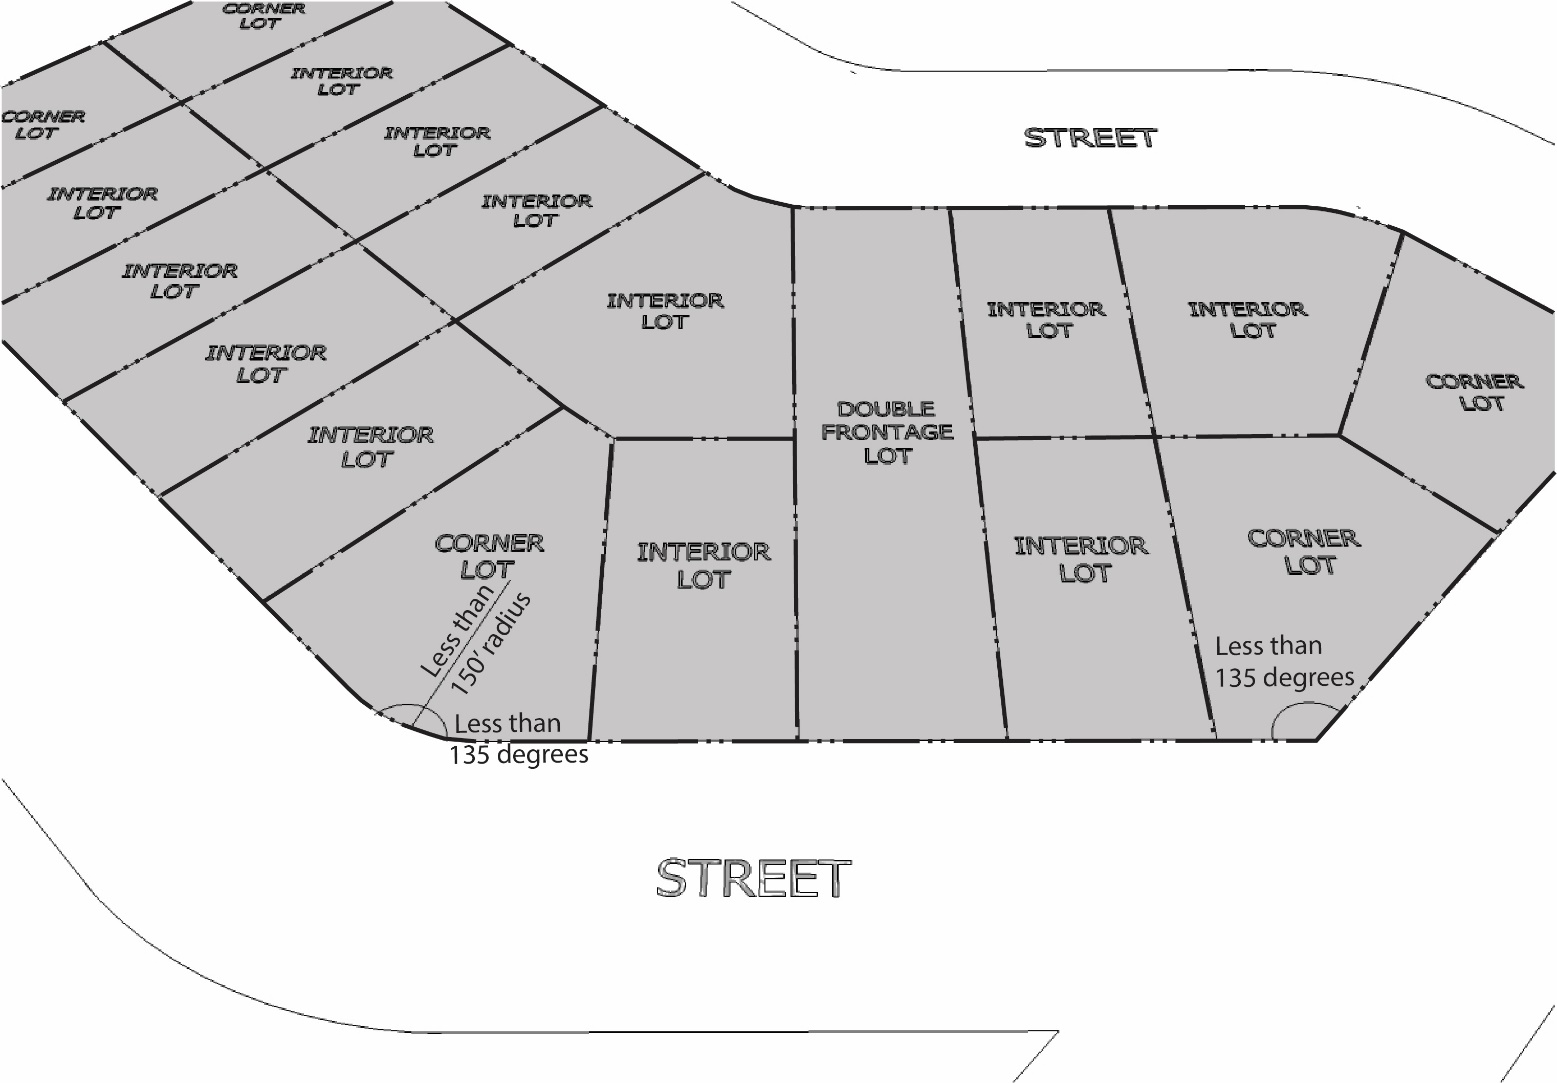 CORNER
LOT
INTERIOR
LOT
CORNER
LOT
INTERIOR
LOT
STREET
INTERIOR
LOT
INTERIOR
LOT
INTERIOR
LOT
INTERIOR
LOT
INTERIOR
LOT
INTERIOR
LOT
INTERIOR
LOT
CORNER
LOT
DOUBLE
FRONTAGE
LOT
INTERIOR
LOT
CORNER
LOT
INTERIOR
LOT
INTERIOR
LOT
CORNER
LOT
Less than
150' radius
Less than
135 degrees
Less than
135 degrees
STREET